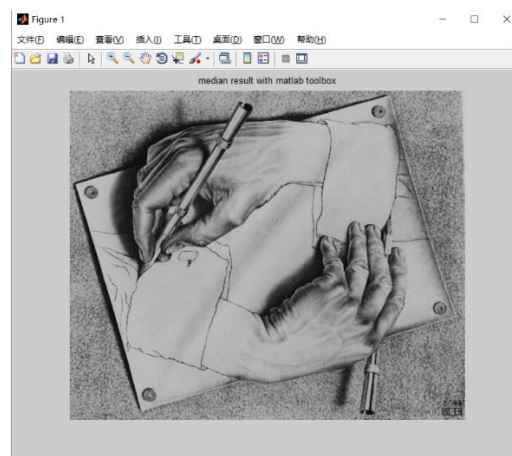 Figure 1
文件(F) 编辑(E) 查看(V) 插入(I) 工具(T) 桌面(D) 窗口(W) 帮助(H)
median result with matlab toolbox